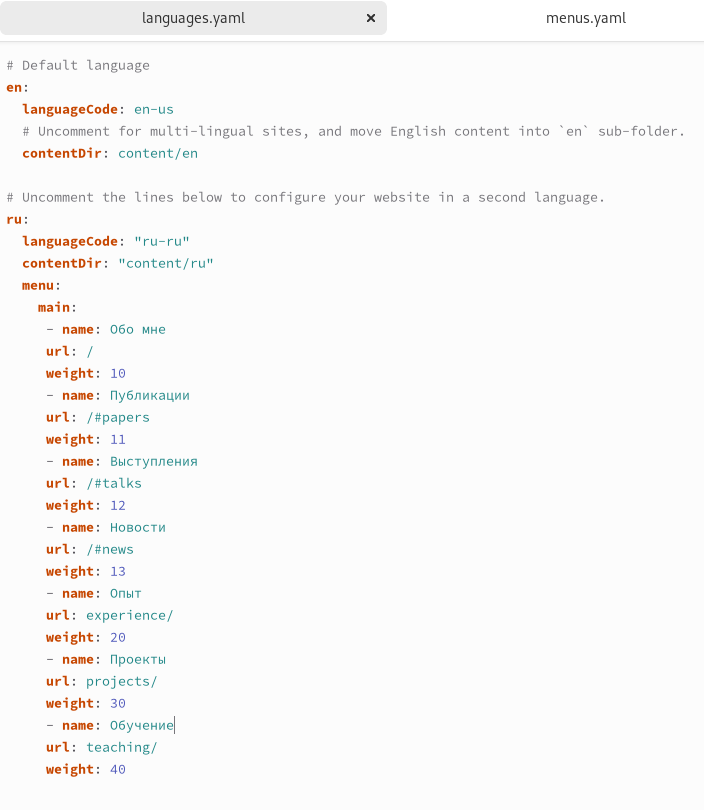 languages.yaml × menus.yaml
# Default language
en:
  languageCode: en-us
  # Uncomment for multi-lingual sites, and move English content into `en` sub-folder.
  contentDir: content/en

# Uncomment the lines below to configure your website in a second language.
ru:
  languageCode: "ru-ru"
  contentDir: "content/ru"
  menu:
    main:
     - name: Обо мне
     url: /
     weight: 10
     - name: Публикации
     url: /#papers
     weight: 11
     - name: Выступления
     url: /#talks
     weight: 12
     - name: Новости
     url: /#news
     weight: 13
     - name: Опыт
     url: experience/
     weight: 20
     - name: Проекты
     url: projects/
     weight: 30
     - name: Обучение
     url: teaching/
     weight: 40